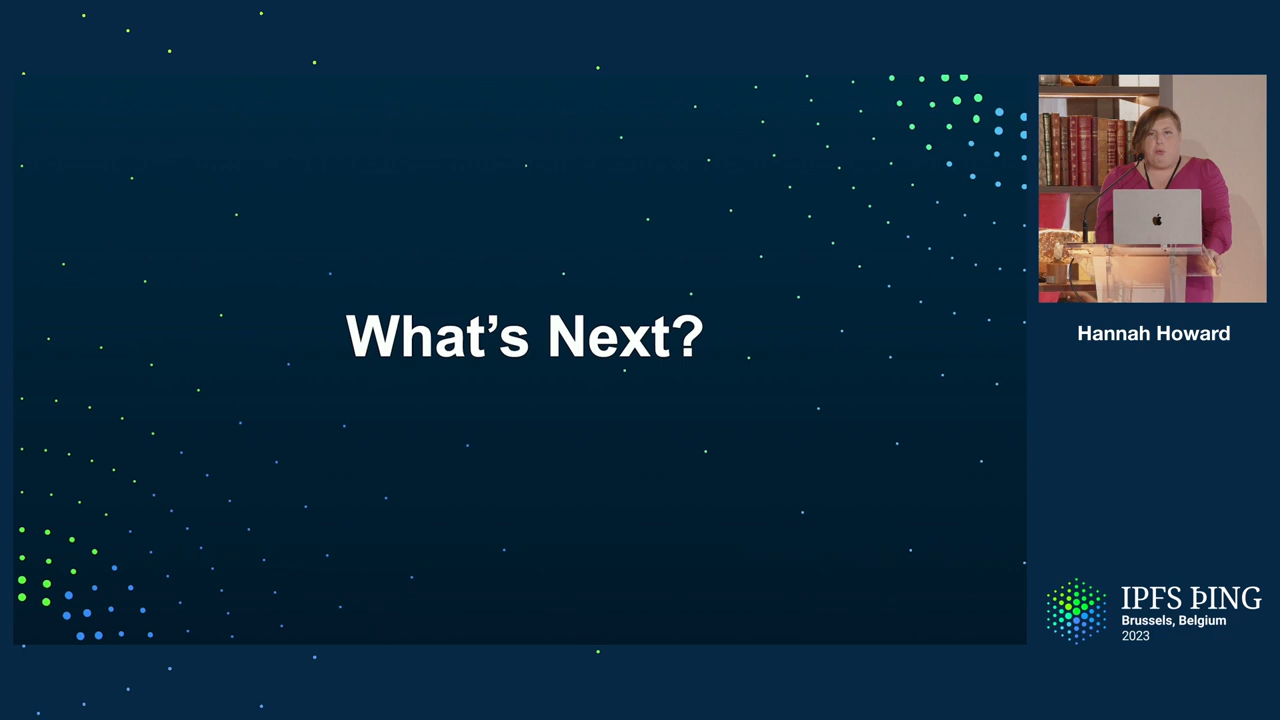 What’s Next?
Hannah Howard
IPFS ÞING
Brussels, Belgium
2023